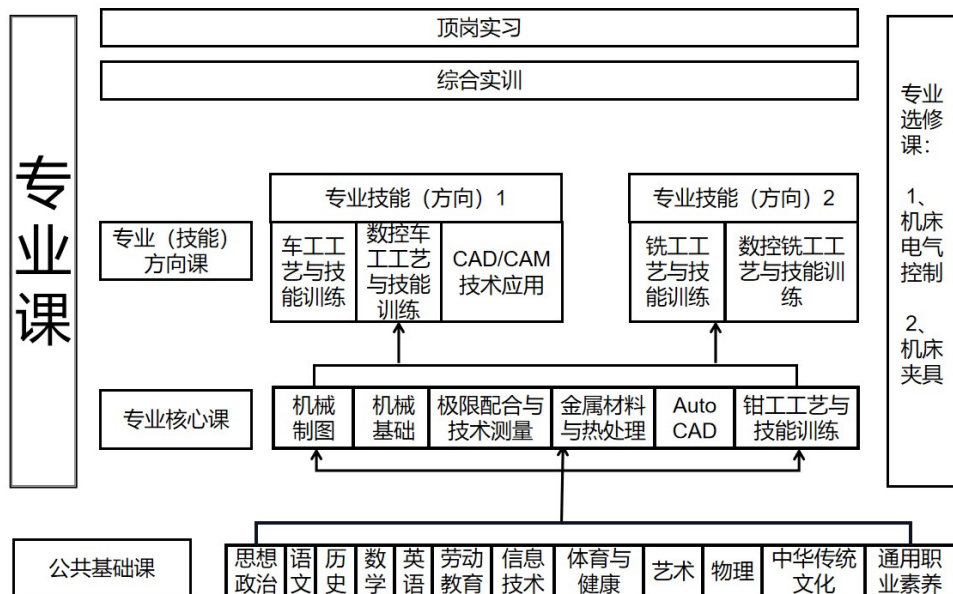 顶岗实习
综合实训
专
业
课
专业
选修
课：
1、
机床
电气
控制
2、
机床
夹具
专业（技能）
方向课
专业技能（方向）1
车工工
艺与技
能训练
数控车
工工艺
与技能
训练
CAD/CAM
技术应用
专业技能（方向）2
铣工工
艺与技
能训练
数控铣工工
艺与技能训
练
专业核心课
机械
制图
机械
基础
极限配合与
技术测量
金属材料
与热处理
Auto
CAD
钳工工艺与
技能训练
公共基础课
思想
政治
语
文
历
史
数
学
英
语
劳动
教育
信息
技术
体育与
健康
艺术
物理
中华传统
文化
通用职
业素养